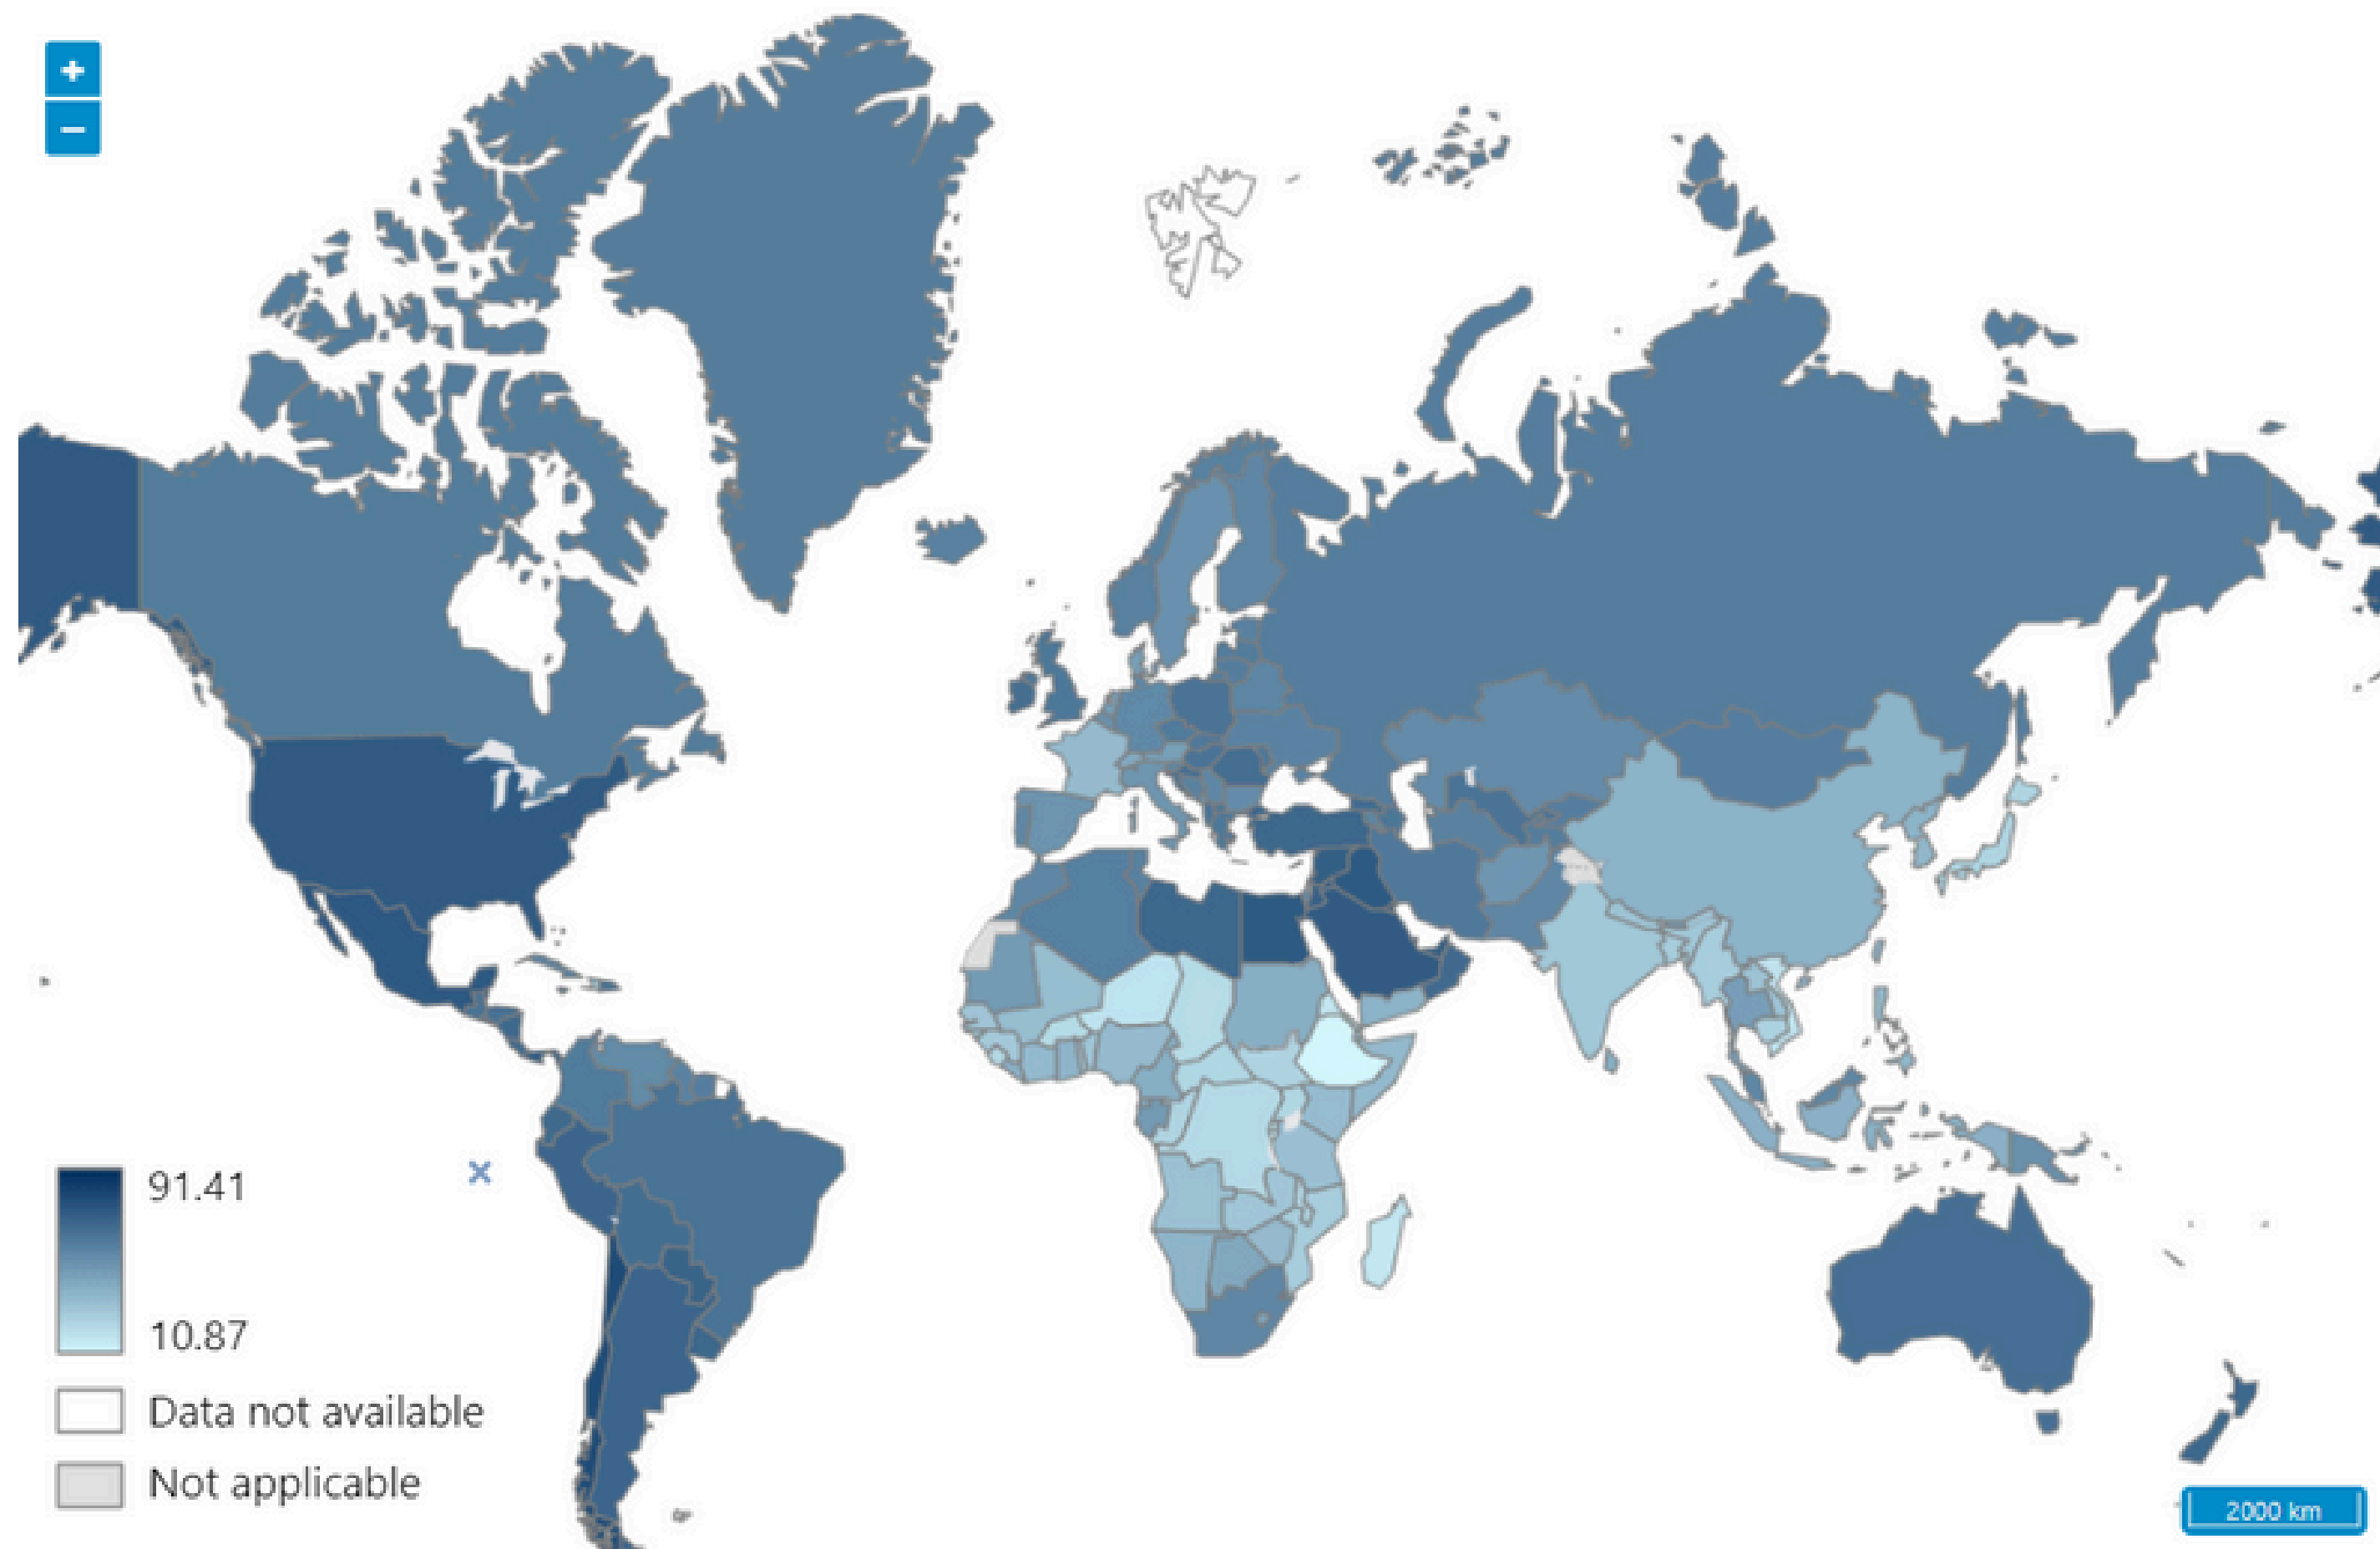 +
−
91.41
10.87
Data not available
Not applicable
2000 km